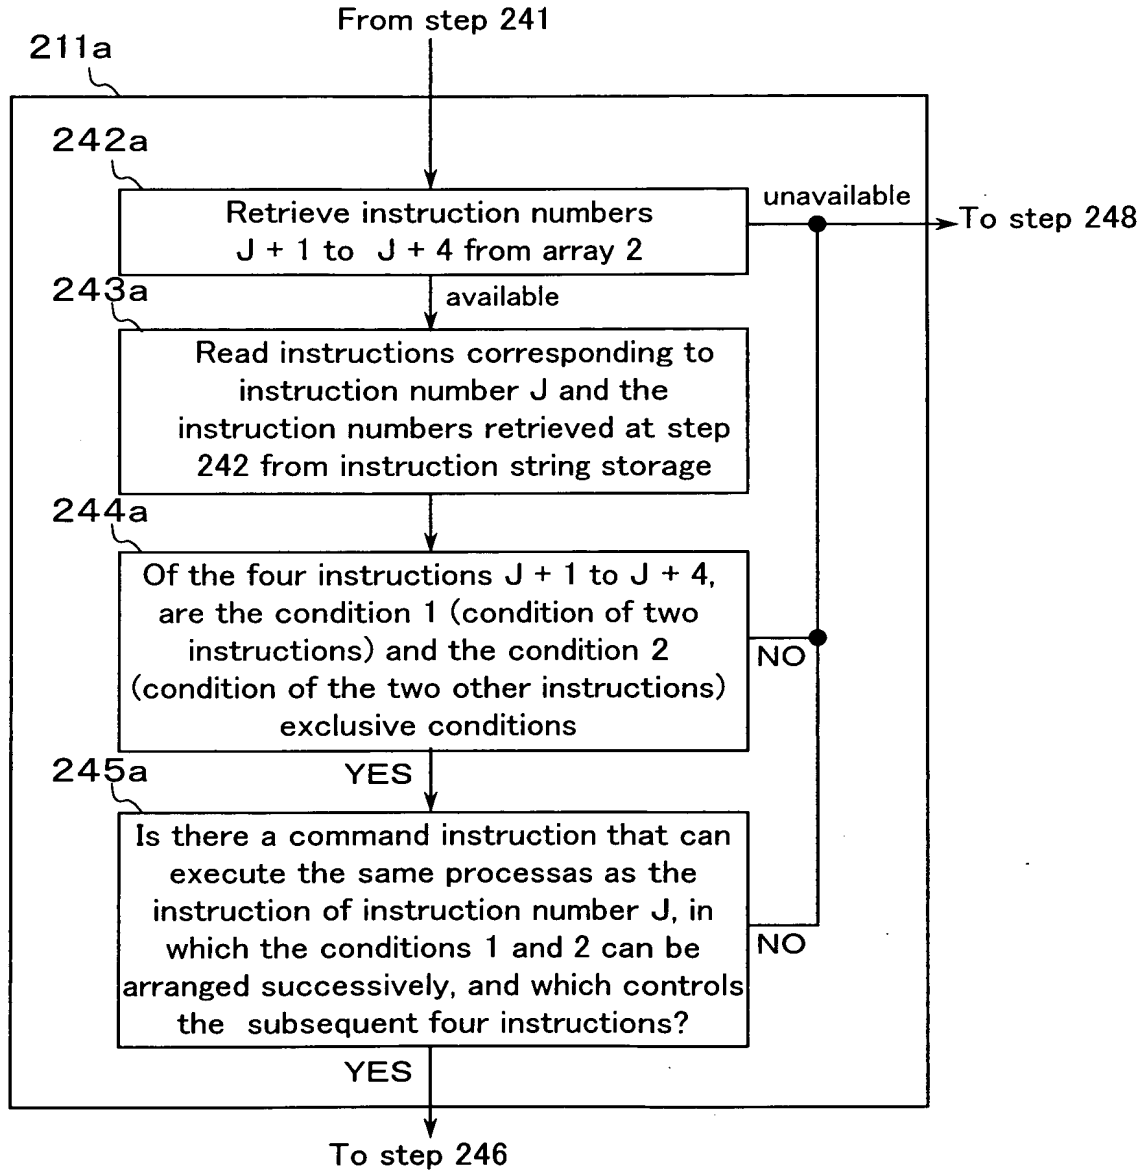 From step 241
211a
242a
Retrieve instruction numbers
J + 1 to J + 4 from array 2
unavailable
To step 248
available
243a
Read instructions corresponding to
instruction number J and the
instruction numbers retrieved at step
242 from instruction string storage
244a
Of the four instructions J + 1 to J + 4,
are the condition 1 (condition of two
instructions) and the condition 2
(condition of the two other instructions)
exclusive conditions
NO
YES
245a
Is there a command instruction that can
execute the same processas as the
instruction of instruction number J, in
which the conditions 1 and 2 can be
arranged successively, and which controls
the subsequent four instructions?
NO
YES
To step 246